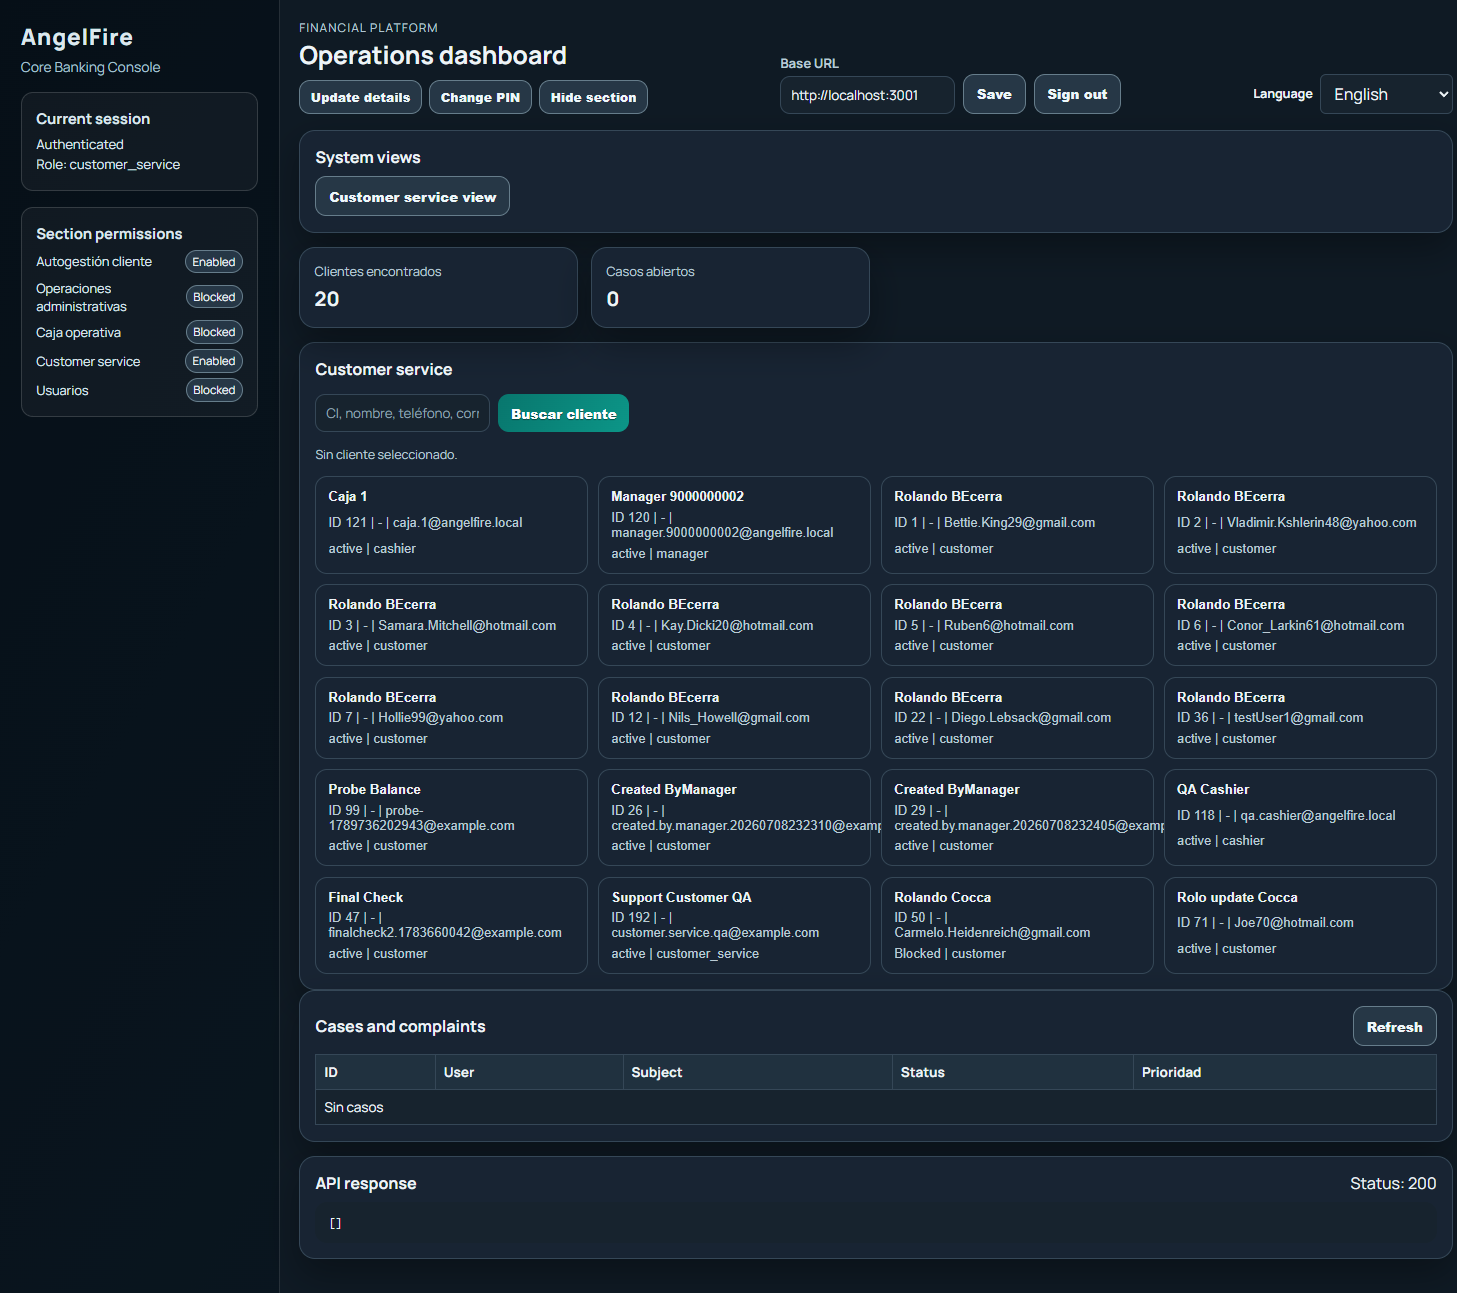 AngelFire
Core Banking Console
Current session
Authenticated
Role: customer_service
Section permissions
Autogestión cliente Enabled
Operaciones
administrativas Blocked
Caja operativa Blocked
Customer service Enabled
Usuarios Blocked
FINANCIAL PLATFORM
Operations dashboard
Update details Change PIN Hide section
Base URL
http://localhost:3001 Save Sign out
Language English
System views
Customer service view
Clientes encontrados
20
Casos abiertos
0
Customer service
CI, nombre, teléfono, corr Buscar cliente
Sin cliente seleccionado.
Caja 1
ID 121 | - | caja.1@angelfire.local
active | cashier
Manager 9000000002
ID 120 | - |
manager.9000000002@angelfire.local
active | manager
Rolando BEcerra
ID 1 | - | Bettie.King29@gmail.com
active | customer
Rolando BEcerra
ID 2 | - | Vladimir.Kshlerin48@yahoo.com
active | customer
Rolando BEcerra
ID 3 | - | Samara.Mitchell@hotmail.com
active | customer
Rolando BEcerra
ID 4 | - | Kay.Dicki20@hotmail.com
active | customer
Rolando BEcerra
ID 5 | - | Ruben6@hotmail.com
active | customer
Rolando BEcerra
ID 6 | - | Conor_Larkin61@hotmail.com
active | customer
Rolando BEcerra
ID 7 | - | Hollie99@yahoo.com
active | customer
Rolando BEcerra
ID 12 | - | Nils_Howell@gmail.com
active | customer
Rolando BEcerra
ID 22 | - | Diego.Lebsack@gmail.com
active | customer
Rolando BEcerra
ID 36 | - | testUser1@gmail.com
active | customer
Probe Balance
ID 99 | - | probe-
1789736202943@example.com
active | customer
Created ByManager
ID 26 | - |
created.by.manager.20260708232310@examp
active | customer
Created ByManager
ID 29 | - |
created.by.manager.20260708232405@examp
active | customer
QA Cashier
ID 118 | - | qa.cashier@angelfire.local
active | cashier
Final Check
ID 47 | - |
finalcheck2.1783660042@example.com
active | customer
Support Customer QA
ID 192 | - |
customer.service.qa@example.com
active | customer_service
Rolando Cocca
ID 50 | - |
Carmelo.Heidenreich@gmail.com
Blocked | customer
Rolo update Cocca
ID 71 | - | Joe70@hotmail.com
active | customer
Cases and complaints Refresh
ID User Subject Status Prioridad
Sin casos
API response Status: 200
[]